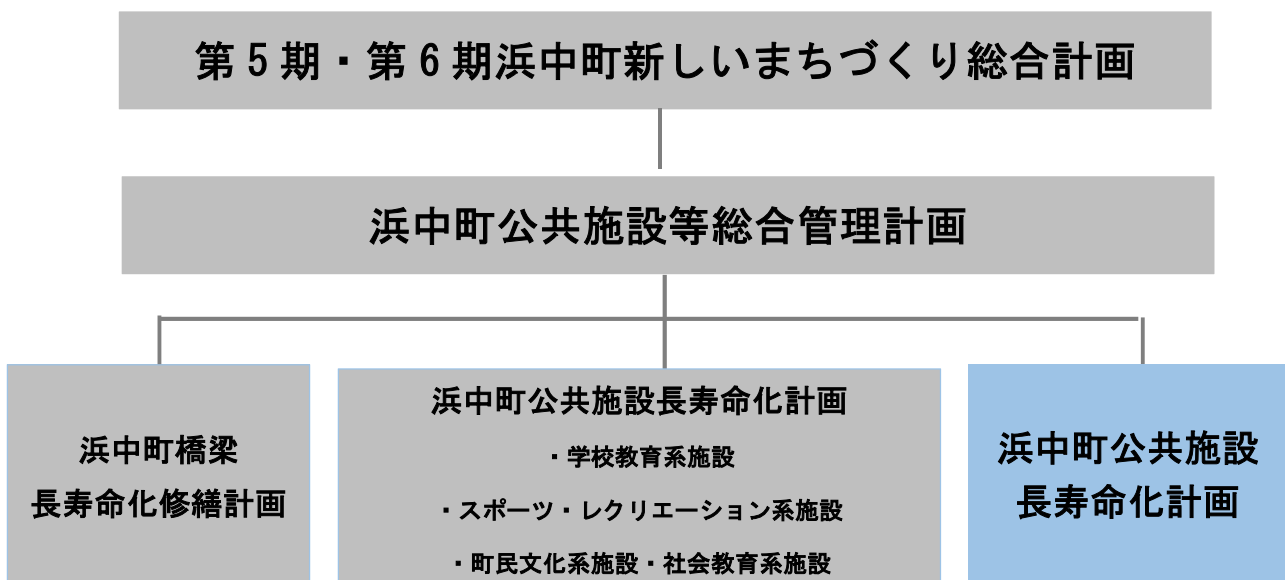 第5期・第6期浜中町新しいまちづくり総合計画
浜中町公共施設等総合管理計画
浜中町橋梁
長寿命化修繕計画
浜中町公共施設長寿命化計画
・学校教育系施設
・スポーツ・レクリエーション系施設
・町民文化系施設・社会教育系施設
浜中町公共施設
長寿命化計画